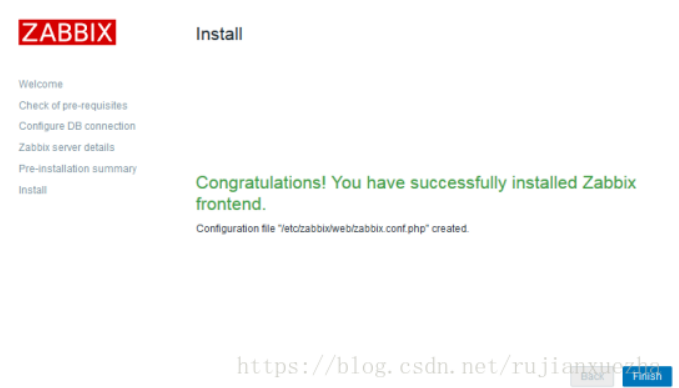 ZABBIX
Install
Welcome
Check of pre-requisites
Configure DB connection
Zabbix server details
Pre-installation summary
Install
Congratulations! You have successfully installed Zabbix
frontend.
Configuration file "/etc/zabbix/web/zabbix.conf.php" created.
https://blog.csdn.net/rujianxuezha
Back
Finish